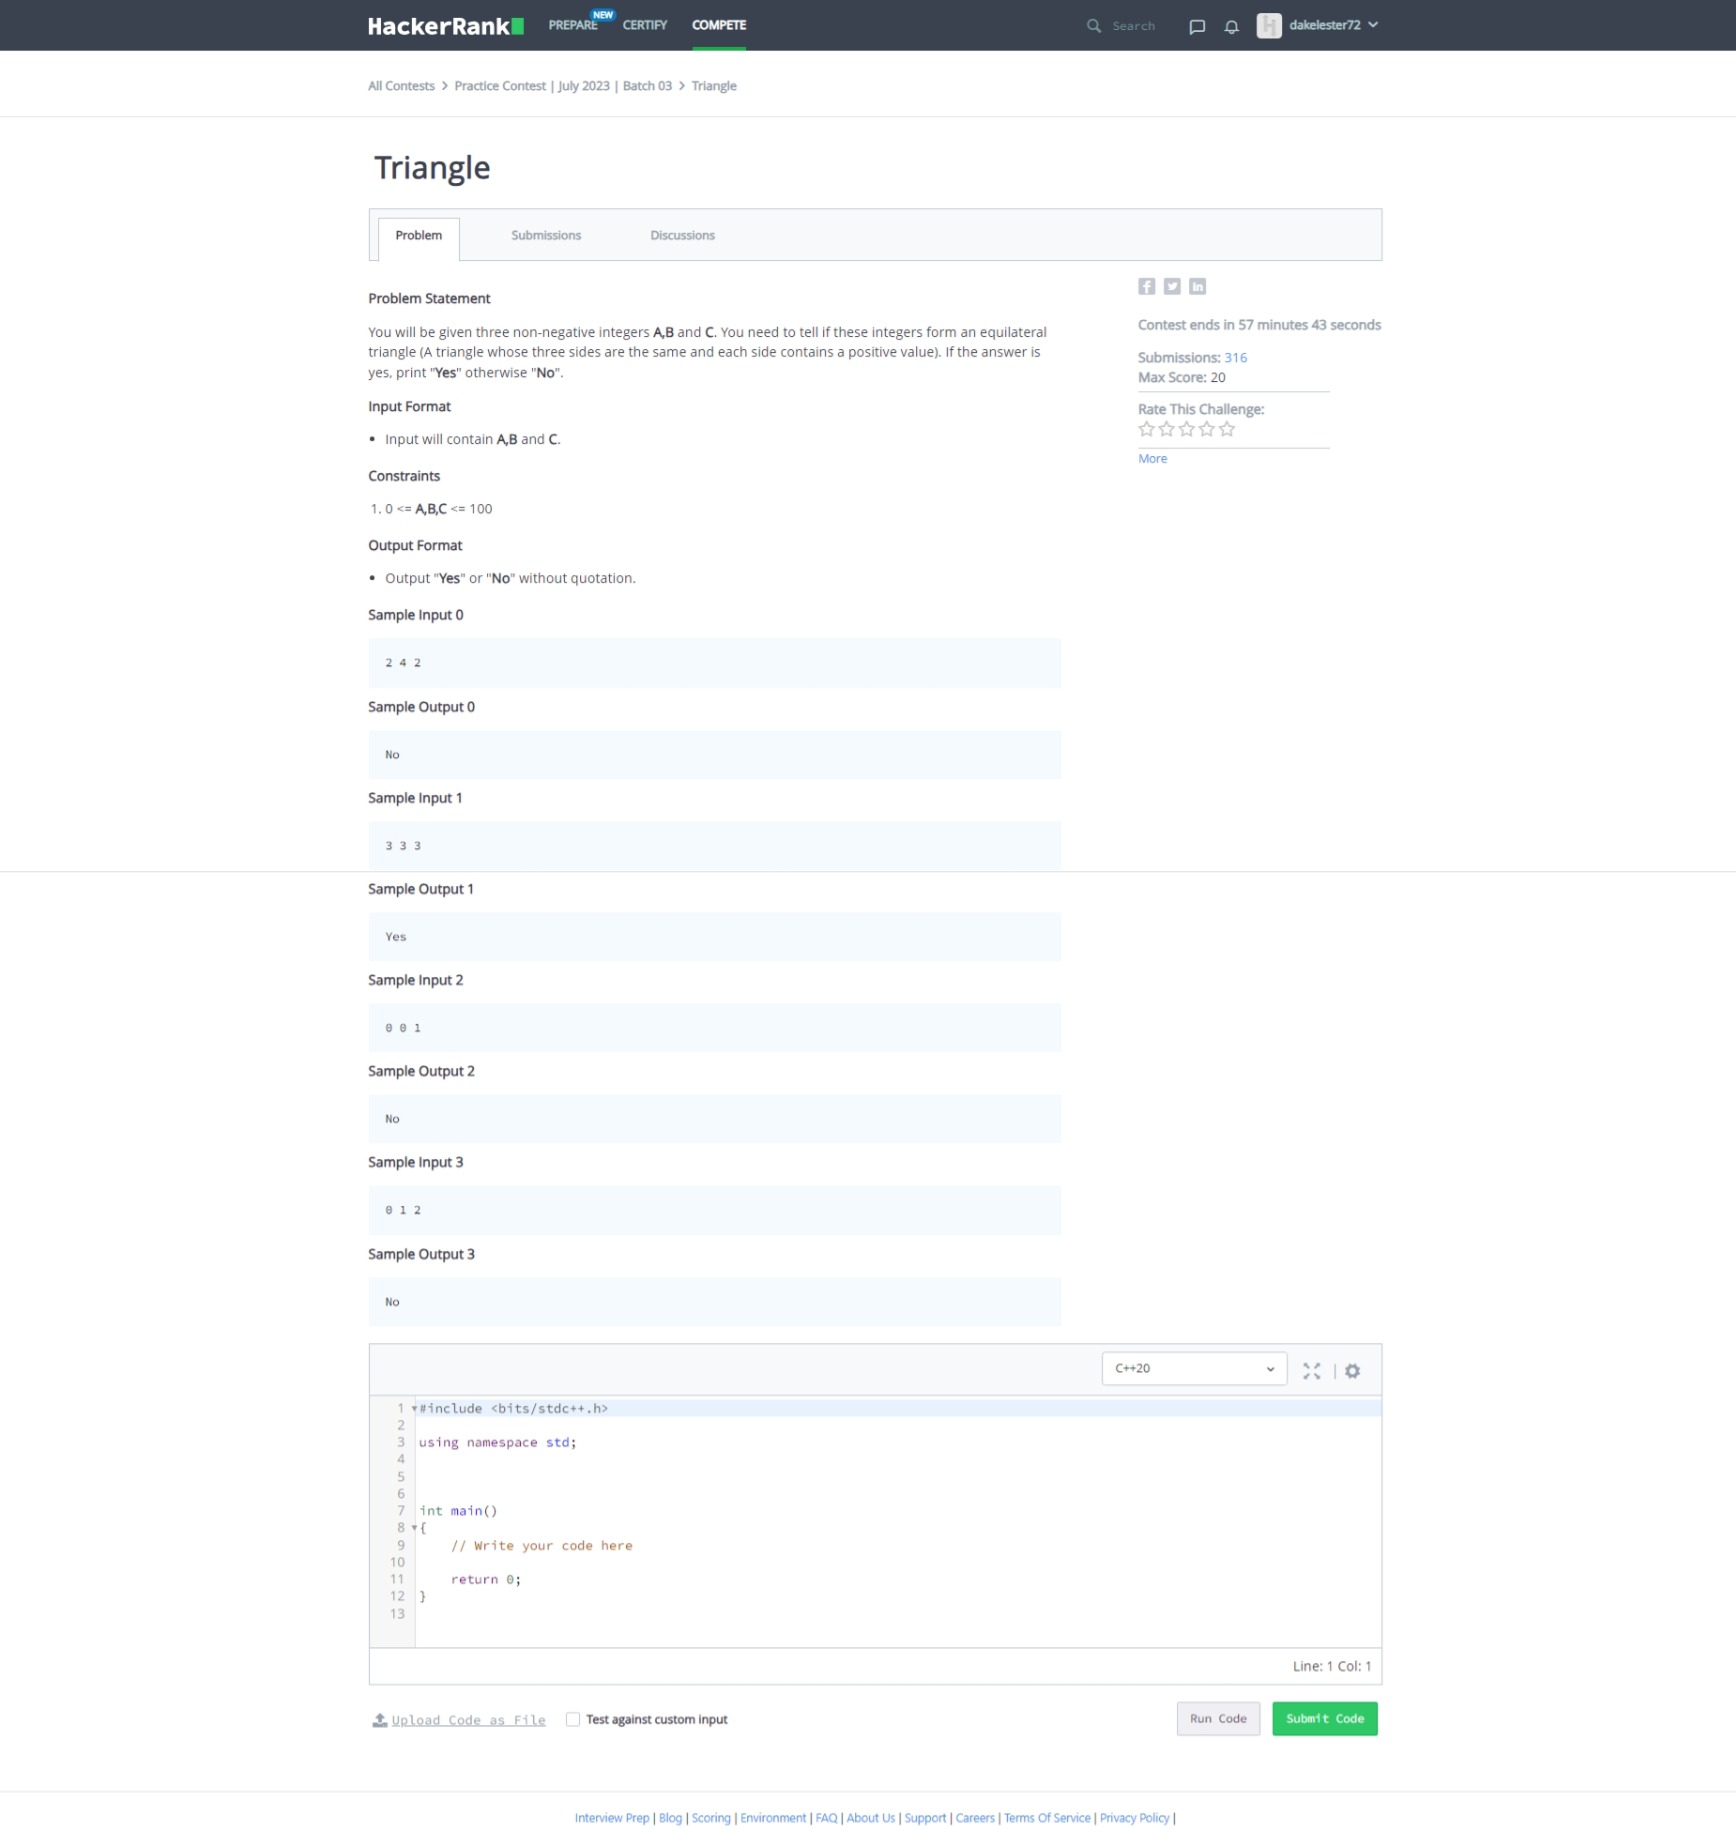 HackerRank PREPARE NEW CERTIFY COMPETE Search dakelester72
All Contests > Practice Contest | July 2023 | Batch 03 > Triangle
Triangle
Problem Submissions Discussions
Problem Statement
You will be given three non-negative integers A,B and C. You need to tell if these integers form an equilateral
triangle (A triangle whose three sides are the same and each side contains a positive value). If the answer is
yes, print "Yes" otherwise "No".
Input Format
• Input will contain A,B and C.
Constraints
1. 0 <= A,B,C <= 100
Output Format
• Output "Yes" or "No" without quotation.
Sample Input 0
2 4 2
Sample Output 0
No
Sample Input 1
3 3 3
Sample Output 1
Yes
Sample Input 2
0 0 1
Sample Output 2
No
Sample Input 3
0 1 2
Sample Output 3
No
Contest ends in 57 minutes 43 seconds
Submissions: 316
Max Score: 20
Rate This Challenge:
More
C++20
1 #include <bits/stdc++.h>
2
3 using namespace std;
4
5
6
7 int main()
8 {
9 // Write your code here
10
11 return 0;
12 }
13
Line: 1 Col: 1
Upload Code as File Test against custom input Run Code Submit Code
Interview Prep | Blog | Scoring | Environment | FAQ | About Us | Support | Careers | Terms Of Service | Privacy Policy |